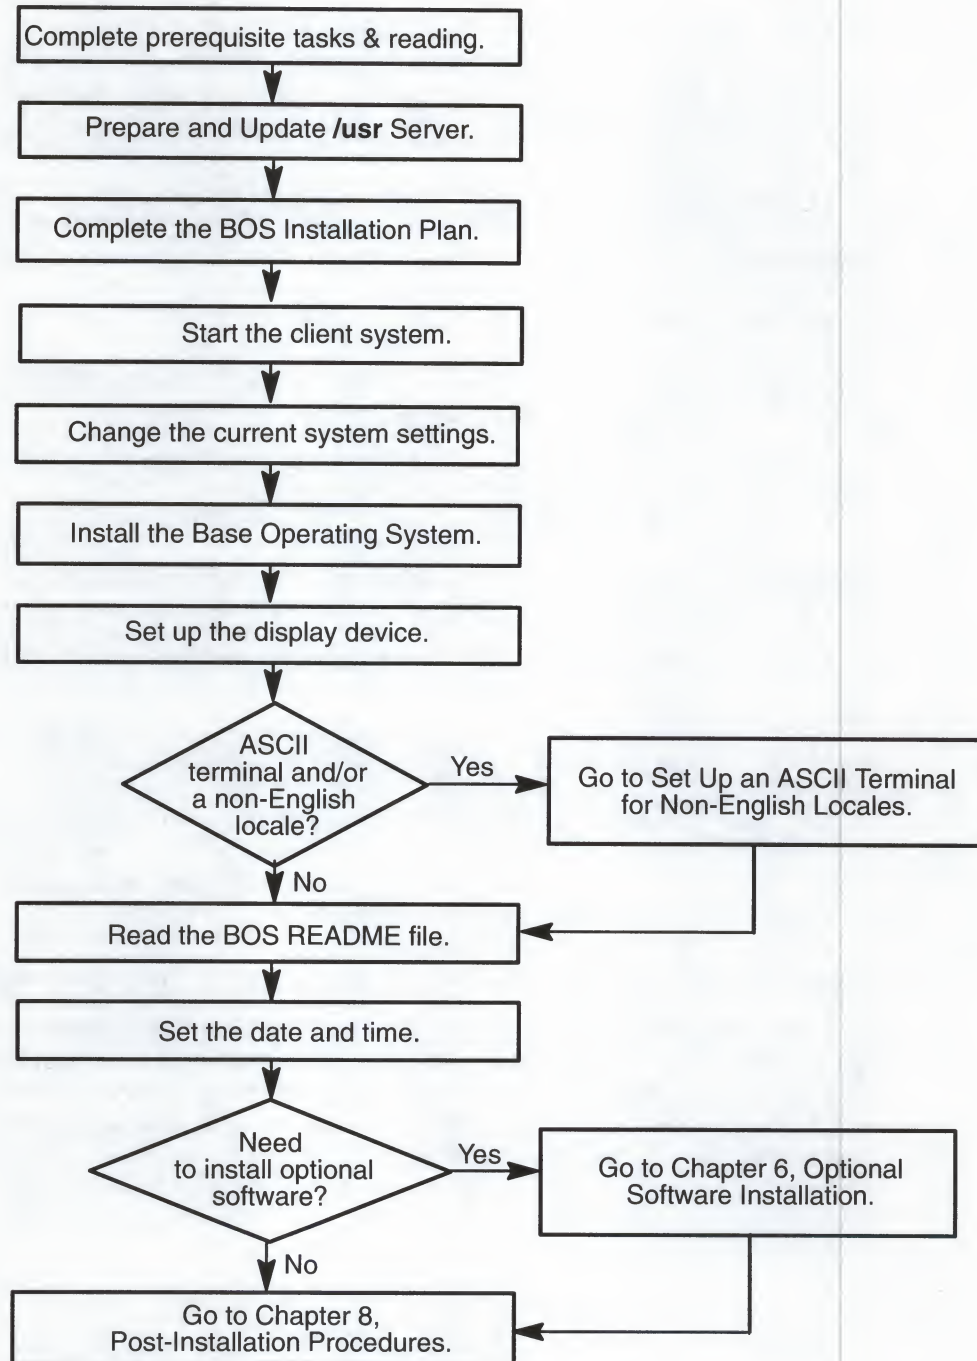 Complete prerequisite tasks & reading.
Prepare and Update /usr Server.
Complete the BOS Installation Plan.
Start the client system.
Change the current system settings.
Install the Base Operating System.
Set up the display device.
ASCII
terminal and/or
a non-English
locale?
Yes
Go to Set Up an ASCII Terminal
for Non-English Locales.
No
Read the BOS README file.
Set the date and time.
Need
to install optional
software?
Yes
Go to Chapter 6, Optional
Software Installation.
No
Go to Chapter 8,
Post-Installation Procedures.